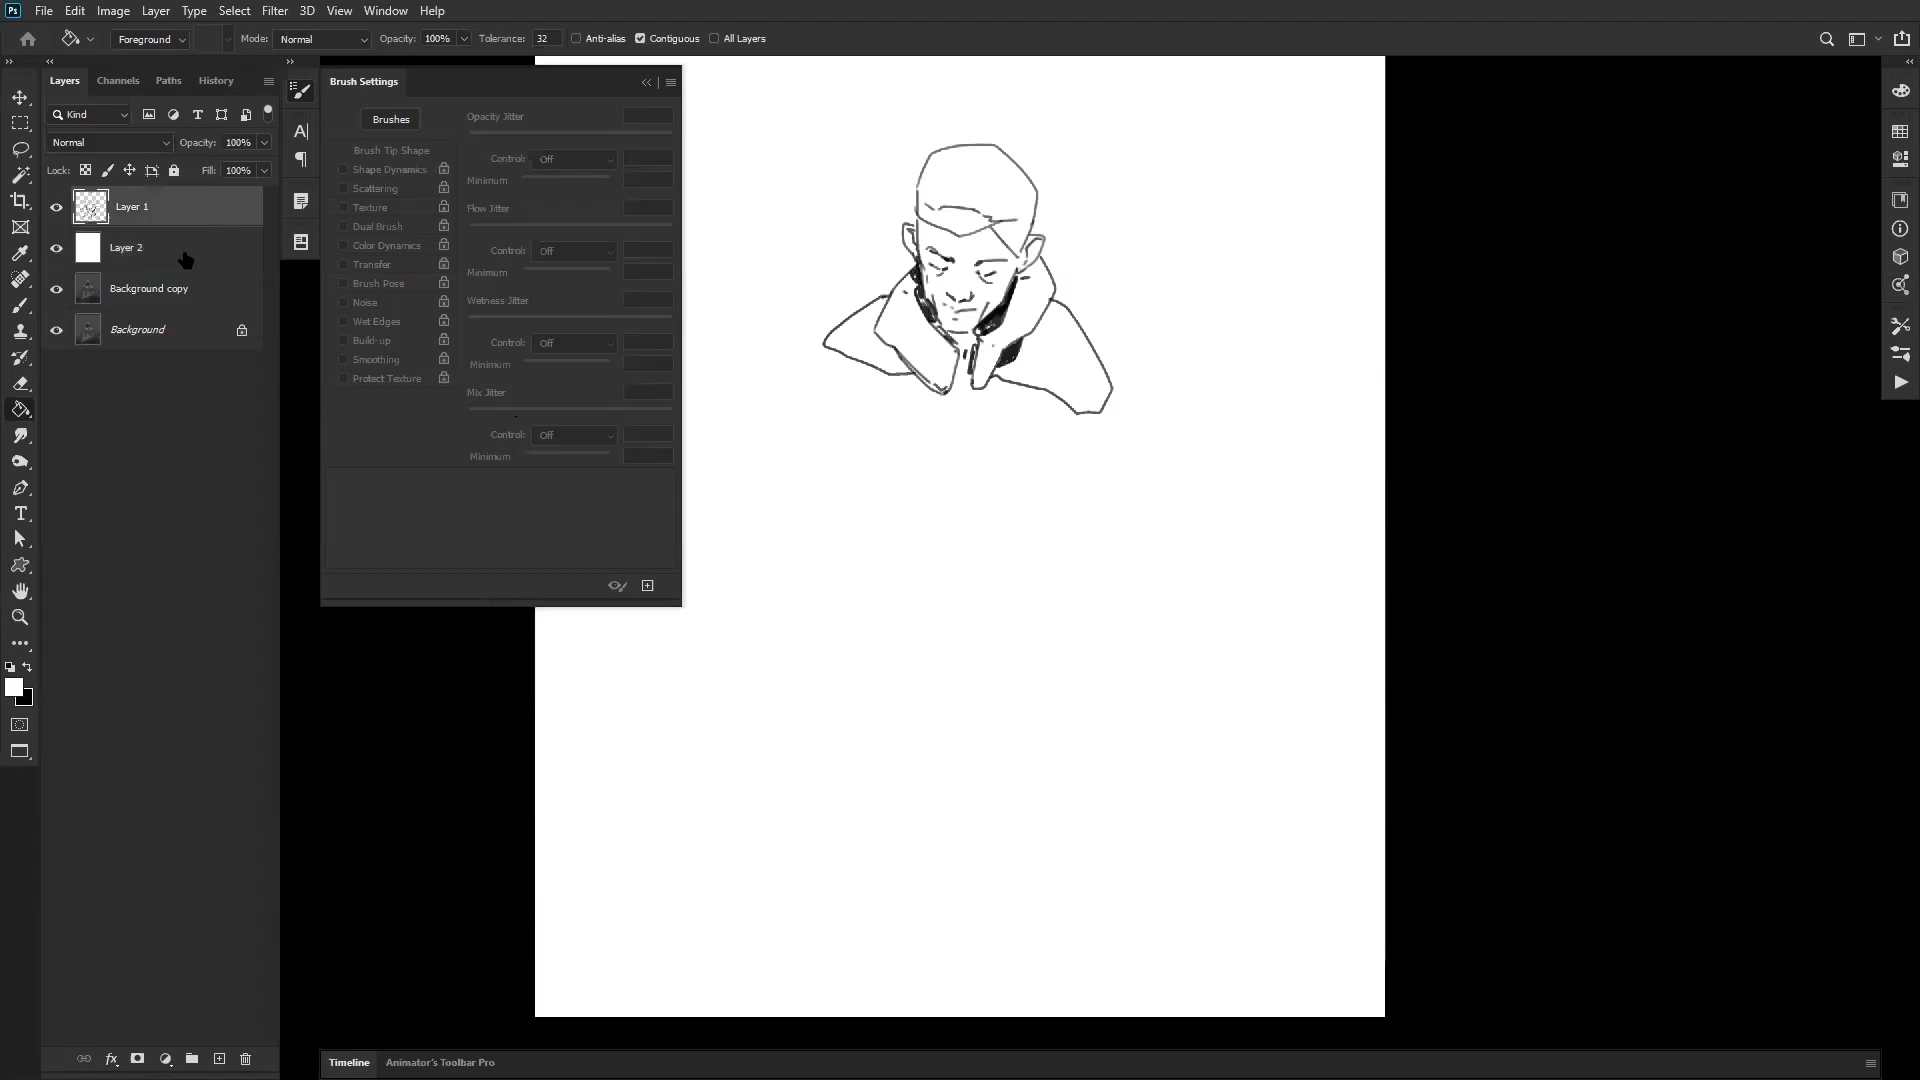 Ps File Edit Image Layer Type Select Filter 3D View Window Help
Foreground Mode: Normal Opacity: 100% Tolerance: 32 Anti-alias Contiguous All Layers
Layers Channels Paths History
Kind
Normal Opacity: 100%
Lock: Fill: 100%
Layer 1
Layer 2
Background copy
Background
Brush Settings
Brushes
Brush Tip Shape
Shape Dynamics
Scattering
Texture
Dual Brush
Color Dynamics
Transfer
Brush Pose
Noise
Wet Edges
Build-up
Smoothing
Protect Texture
Opacity Jitter
Control: Off
Minimum
Flow Jitter
Control: Off
Minimum
Wetness Jitter
Control: Off
Minimum
Mix Jitter
Control: Off
Minimum
Timeline Animator's Toolbar Pro